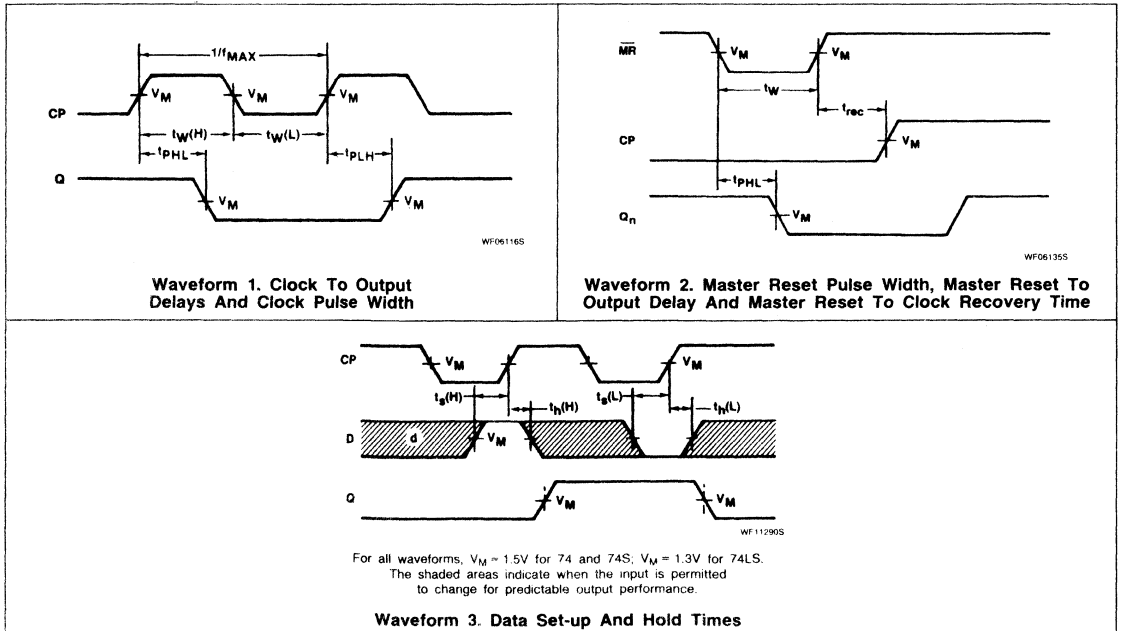 1/fMAX
CP
VM
VM
VM
tW(H)
tW(L)
tPHL
tPLH
Q
VM
VM
WF06116S
Waveform 1. Clock To Output
Delays And Clock Pulse Width
MR
VM
VM
tW
trec
CP
VM
tPHL
Qn
VM
WF06135S
Waveform 2. Master Reset Pulse Width, Master Reset To
Output Delay And Master Reset To Clock Recovery Time
CP
VM
VM
ts(H)
th(H)
ts(L)
th(L)
D
d
VM
Q
VM
VM
WF11290S
For all waveforms, VM = 1.5V for 74 and 74S; VM = 1.3V for 74LS.
The shaded areas indicate when the input is permitted
to change for predictable output performance.
Waveform 3. Data Set-up And Hold Times